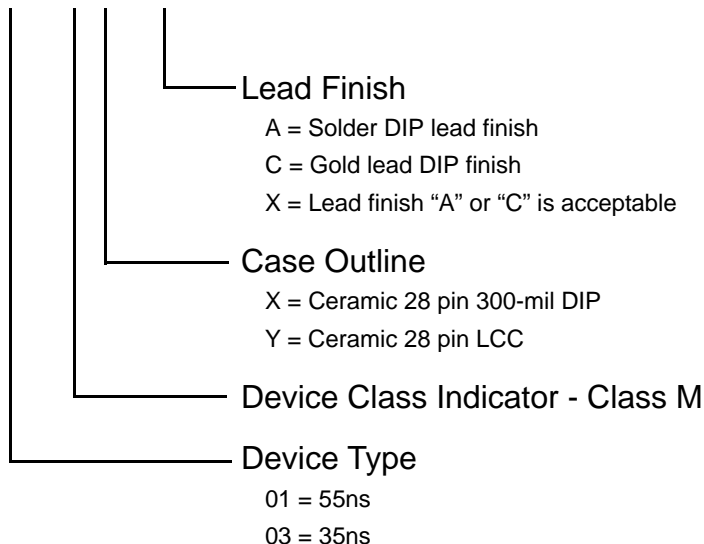 Lead Finish
A = Solder DIP lead finish
C = Gold lead DIP finish
X = Lead finish “A” or “C” is acceptable
Case Outline
X = Ceramic 28 pin 300-mil DIP
Y = Ceramic 28 pin LCC
Device Class Indicator - Class M
Device Type
01 = 55ns
03 = 35ns